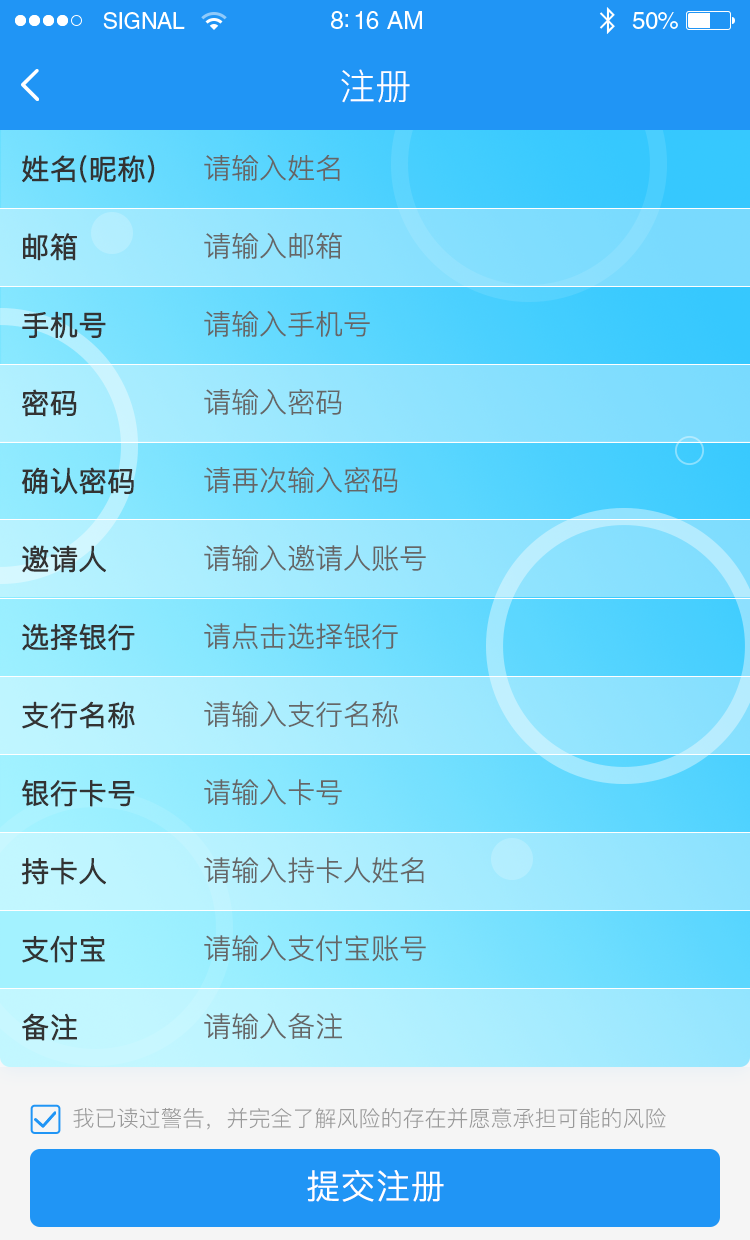 SIGNAL 8:16 AM 50%
注册
姓名(昵称) 请输入姓名
邮箱 请输入邮箱
手机号 请输入手机号
密码 请输入密码
确认密码 请再次输入密码
邀请人 请输入邀请人账号
选择银行 请点击选择银行
支行名称 请输入支行名称
银行卡号 请输入卡号
持卡人 请输入持卡人姓名
支付宝 请输入支付宝账号
备注 请输入备注
我已读过警告，并完全了解风险的存在并愿意承担可能的风险
提交注册